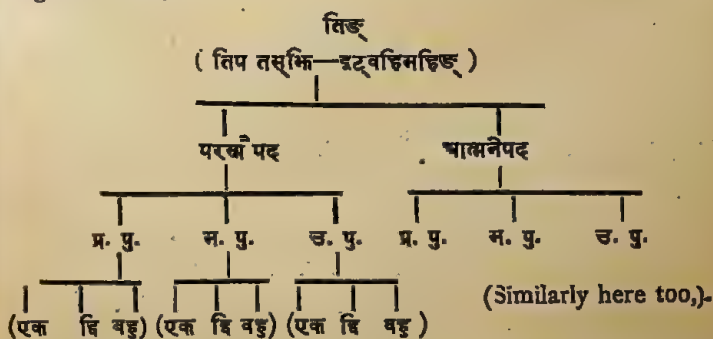 तिङ्
( तिप तस्झि—इट्वहिमहिङ् )
परस्मैपद आत्मनेपद
प्र. पु. म. पु. उ. पु. प्र. पु. म. पु. उ. पु.
(एक द्वि बहु) (एक द्वि बहु) (एक द्वि बहु ) (Similarly here too,).